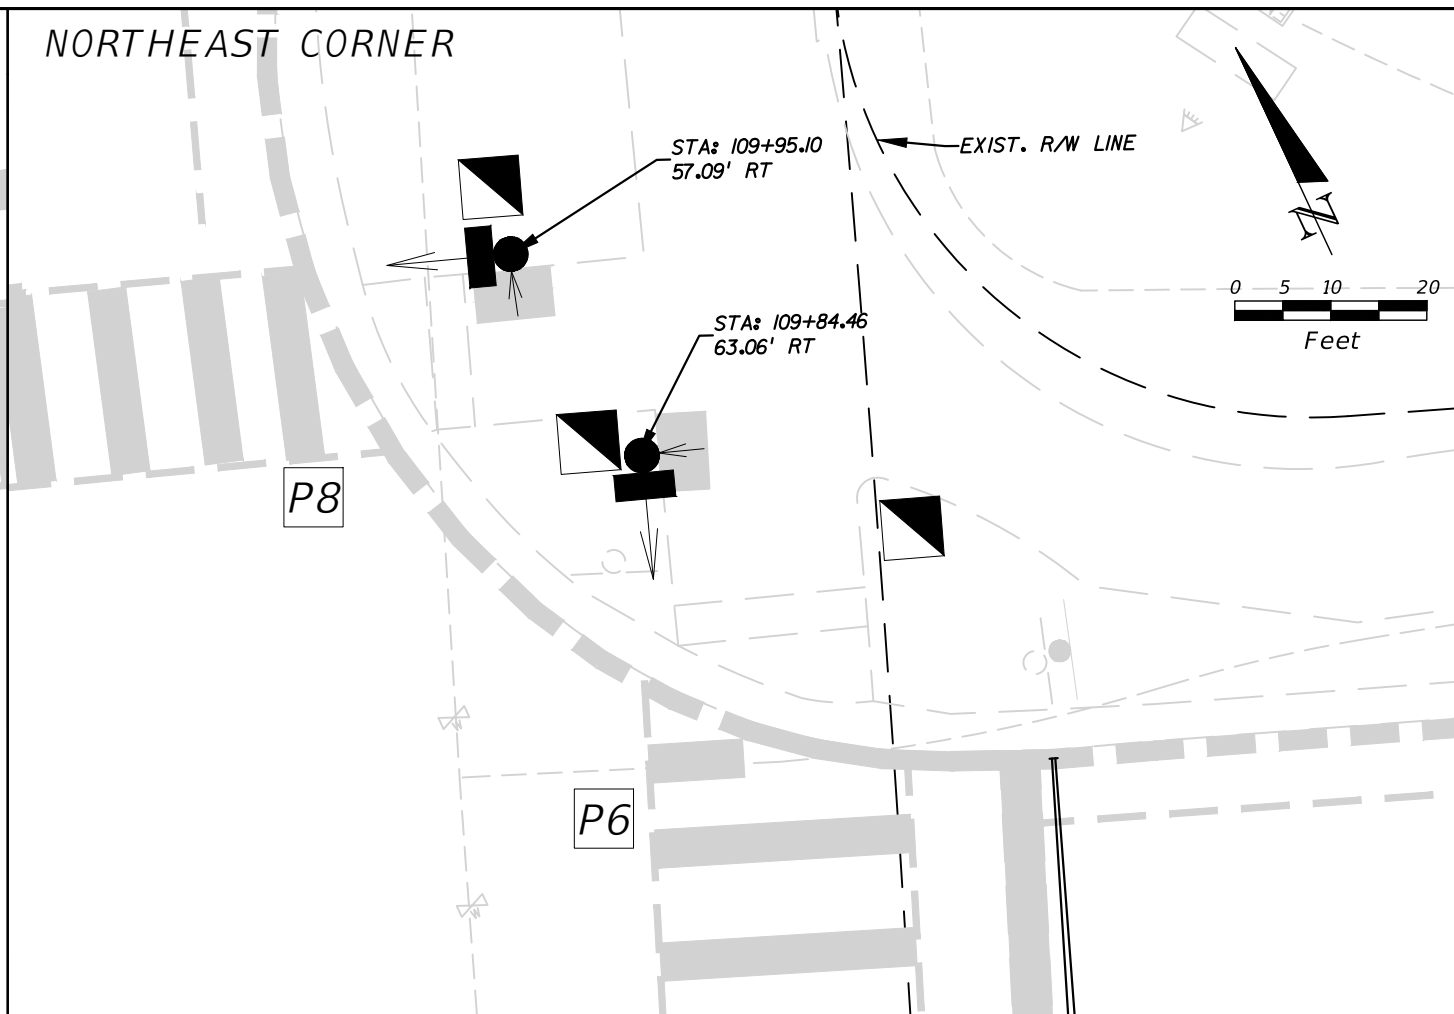 NORTHEAST CORNER
STA: 109+95.10
57.09' RT
EXIST. R/W LINE
N
0 5 10 20
Feet
STA: 109+84.46
63.06' RT
P8
P6
W
W